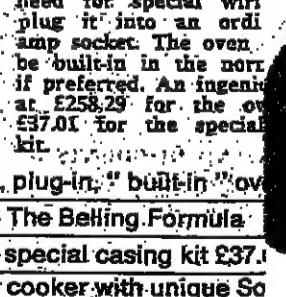 need for special wiri
plug it into an ordi
amp socket. The oven
be built-in in the norm
if preferred. An ingenio
at £258,29 for the ov
£37.01 for the special
kit.
, plug-in, " built-in " ov
The Belling Formula
special casing kit £37.
cooker with unique So